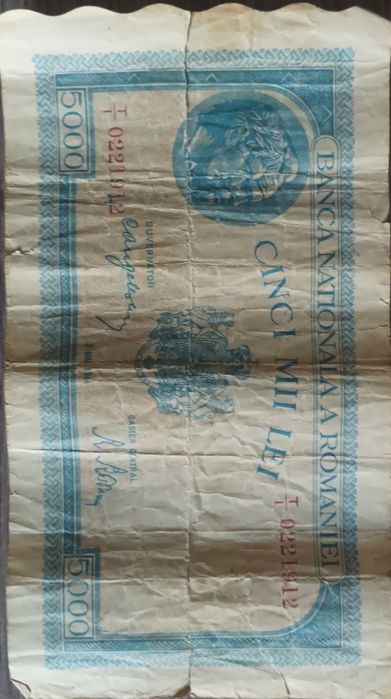 BANCA NATIONALA A ROMANIEI
CINCI MII LEI
T/1 0221912
T/1 0221912
GUVERNATOR
CASIER CENTRAL
5000
5000